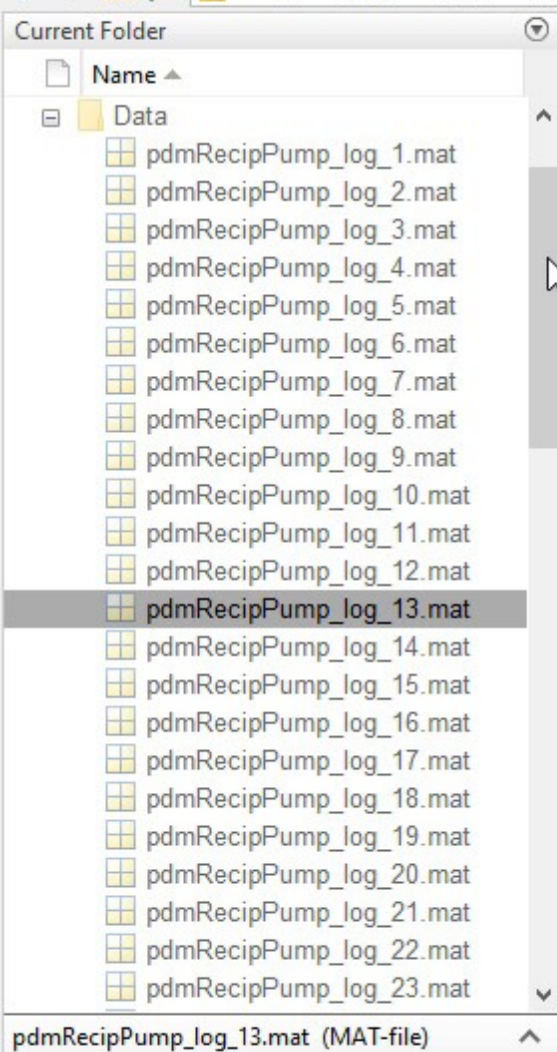 Current Folder
Name
Data
pdmRecipPump_log_1.mat
pdmRecipPump_log_2.mat
pdmRecipPump_log_3.mat
pdmRecipPump_log_4.mat
pdmRecipPump_log_5.mat
pdmRecipPump_log_6.mat
pdmRecipPump_log_7.mat
pdmRecipPump_log_8.mat
pdmRecipPump_log_9.mat
pdmRecipPump_log_10.mat
pdmRecipPump_log_11.mat
pdmRecipPump_log_12.mat
pdmRecipPump_log_13.mat
pdmRecipPump_log_14.mat
pdmRecipPump_log_15.mat
pdmRecipPump_log_16.mat
pdmRecipPump_log_17.mat
pdmRecipPump_log_18.mat
pdmRecipPump_log_19.mat
pdmRecipPump_log_20.mat
pdmRecipPump_log_21.mat
pdmRecipPump_log_22.mat
pdmRecipPump_log_23.mat
pdmRecipPump_log_13.mat (MAT-file)